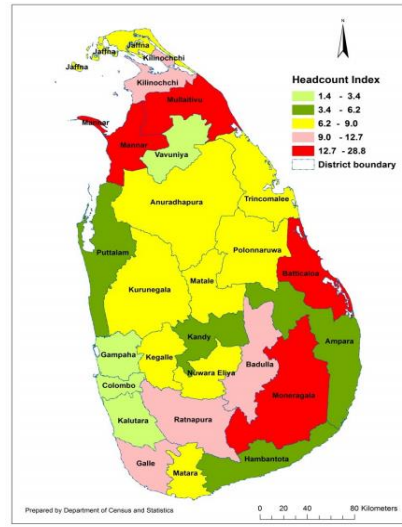 N
Jaffna
Jaffna
Jaffna
Kilinochchi
Kilinochchi
Mullaitivu
Mannar
Mannar
Vavuniya
Anuradhapura
Trincomalee
Puttalam
Polonnaruwa
Kurunegala
Matale
Batticaloa
Kandy
Ampara
Gampaha
Kegalle
Nuwara Eliya
Badulla
Colombo
Moneragala
Kalutara
Ratnapura
Galle
Matara
Hambantota
Headcount Index
1.4 - 3.4
3.4 - 6.2
6.2 - 9.0
9.0 - 12.7
12.7 - 28.8
District boundary
Prepared by Department of Census and Statistics
0 20 40 80 Kilometers